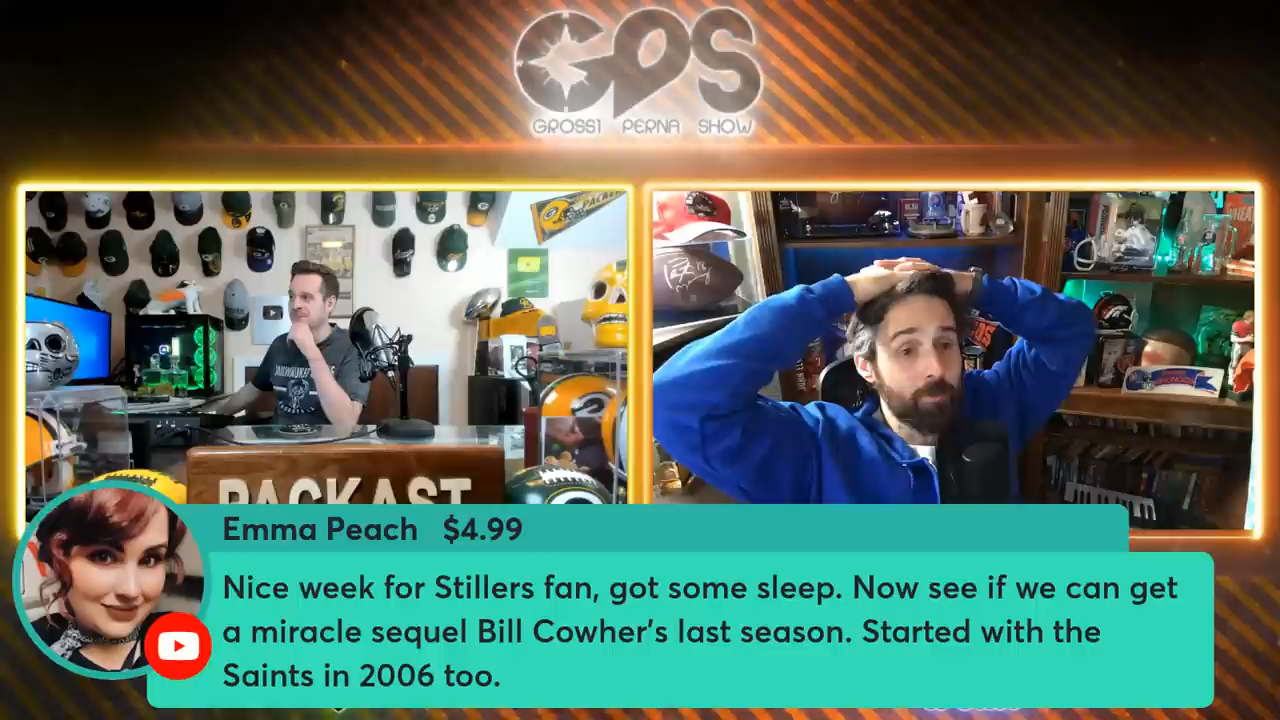 GPS
GROSSI PERNA SHOW
PACKAST
Emma Peach $4.99
Nice week for Stillers fan, got some sleep. Now see if we can get
a miracle sequel Bill Cowher's last season. Started with the
Saints in 2006 too.